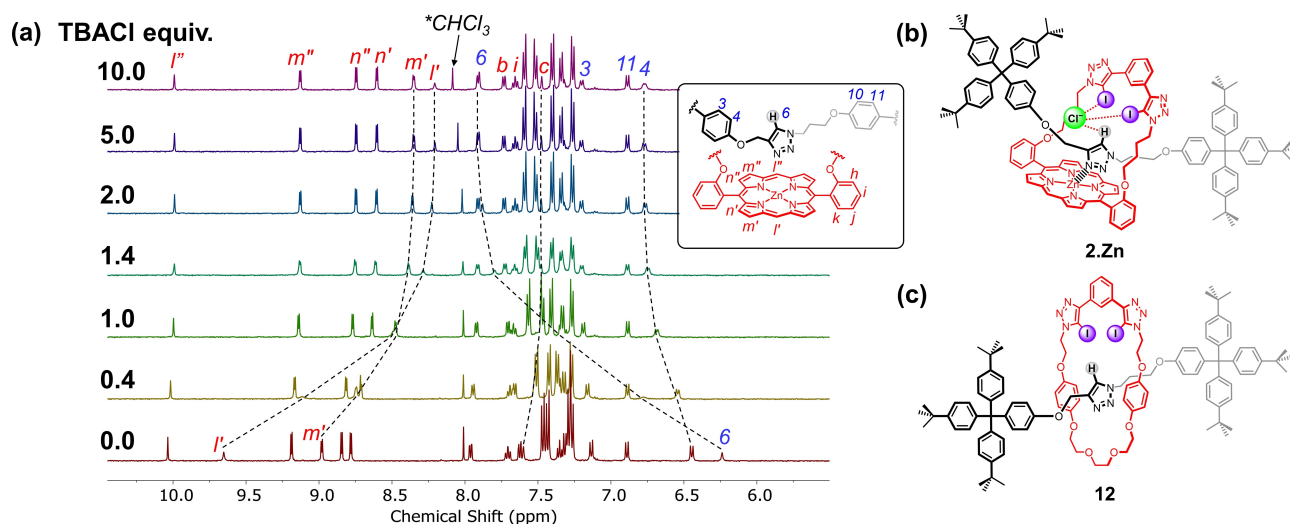 (a) TBACl equiv.
*CHCl3
l'' m'' n'' n' m' l' 6 b i c 3 11 4
10.0
5.0
2.0
1.4
1.0
0.4
0.0
l' m' 6
10.0 9.5 9.0 8.5 8.0 7.5 7.0 6.5 6.0
Chemical Shift (ppm)
3 4 H 6 10 11
O N N N O
O n'' m'' l'' O h
N N Zn N N i
n' m' l' k j
(b)
N N N N N N
I I
Cl−
H
O O N N N O
N N Zn N N O
2.Zn
(c)
N N N N N N
I I
H
O O O
N N N
O O O O
O O
12